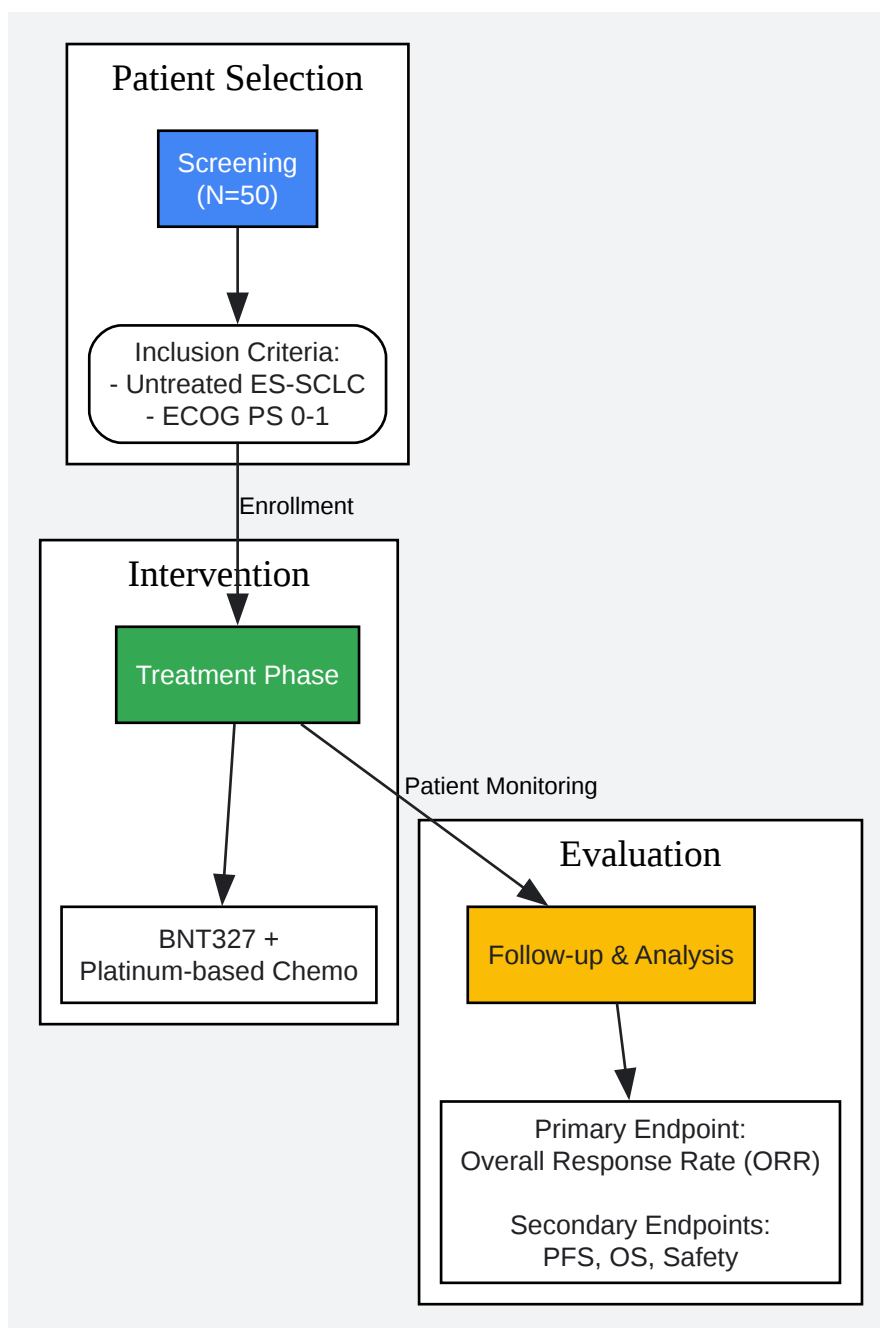 Patient Selection
Screening
(N=50)
Inclusion Criteria:
- Untreated ES-SCLC
- ECOG PS 0-1
Enrollment
Intervention
Treatment Phase
Patient Monitoring
BNT327 +
Platinum-based Chemo
Evaluation
Follow-up & Analysis
Primary Endpoint:
Overall Response Rate (ORR)
Secondary Endpoints:
PFS, OS, Safety